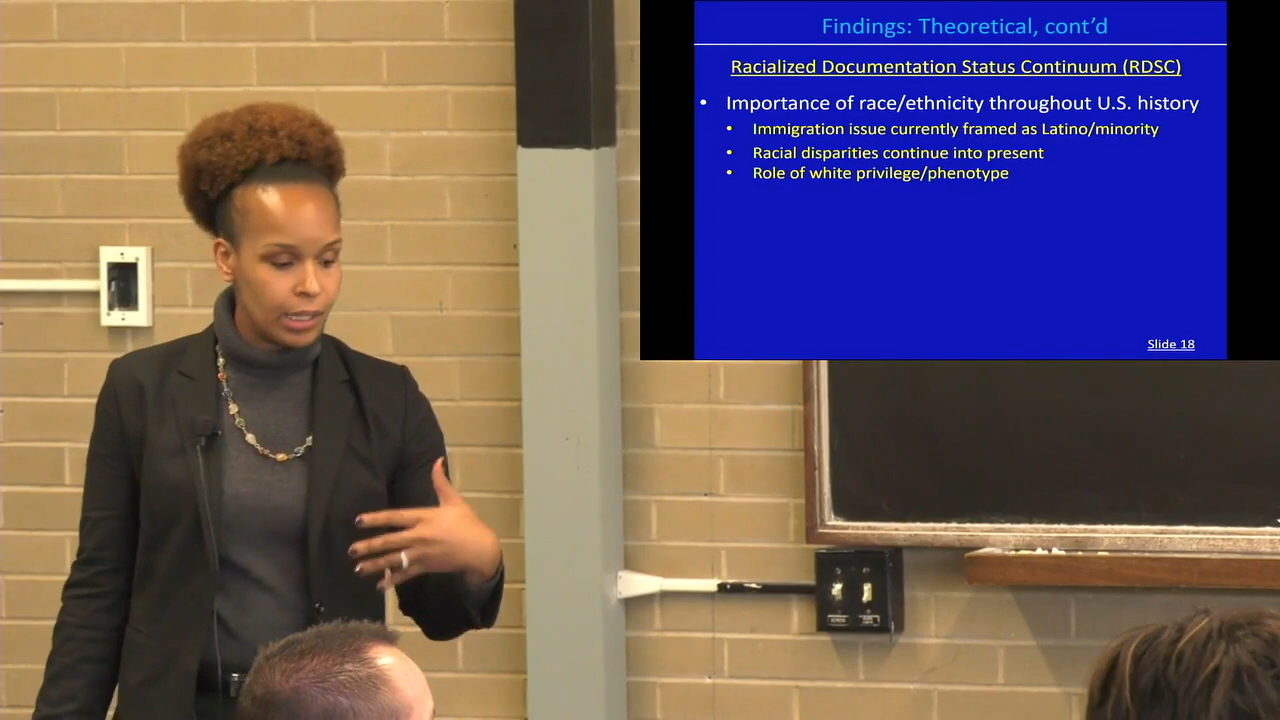 Findings: Theoretical, cont'd
Racialized Documentation Status Continuum (RDSC)
• Importance of race/ethnicity throughout U.S. history
• Immigration issue currently framed as Latino/minority
• Racial disparities continue into present
• Role of white privilege/phenotype
Slide 18